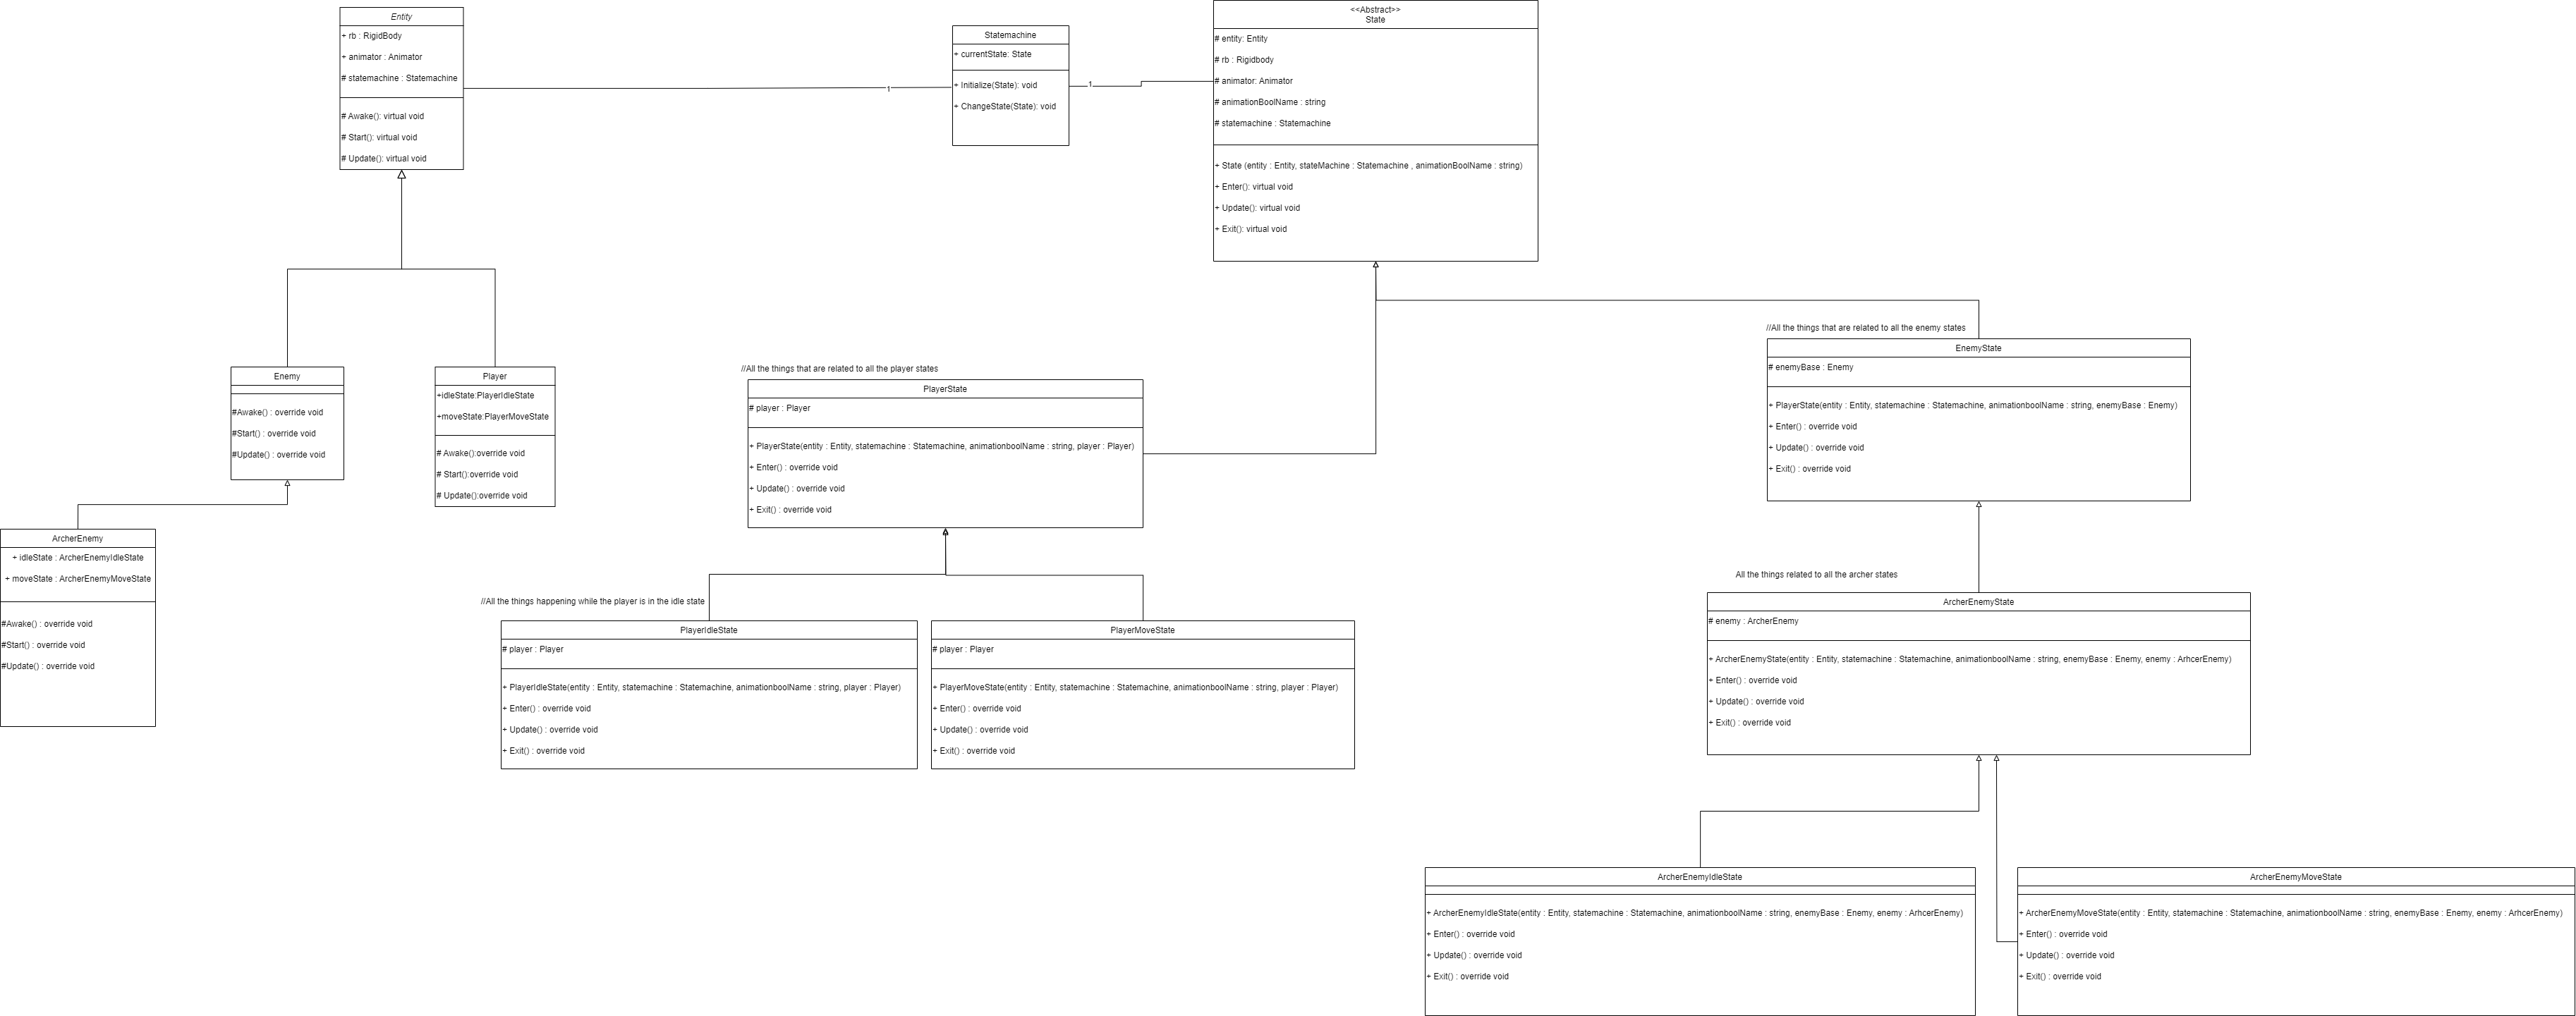 Entity
+ rb : RigidBody
+ animator : Animator
# statemachine : Statemachine
# Awake(): virtual void
# Start(): virtual void
# Update(): virtual void
1
Statemachine
+ currentState: State
+ Initialize(State): void
+ ChangeState(State): void
1
<<Abstract>>
State
# entity: Entity
# rb : Rigidbody
# animator: Animator
# animationBoolName : string
# statemachine : Statemachine
+ State (entity : Entity, stateMachine : Statemachine , animationBoolName : string)
+ Enter(): virtual void
+ Update(): virtual void
+ Exit(): virtual void
Enemy
#Awake() : override void
#Start() : override void
#Update() : override void
Player
+idleState:PlayerIdleState
+moveState:PlayerMoveState
# Awake():override void
# Start():override void
# Update():override void
ArcherEnemy
+ idleState : ArcherEnemyIdleState
+ moveState : ArcherEnemyMoveState
#Awake() : override void
#Start() : override void
#Update() : override void
//All the things that are related to all the player states
PlayerState
# player : Player
+ PlayerState(entity : Entity, statemachine : Statemachine, animationboolName : string, player : Player)
+ Enter() : override void
+ Update() : override void
+ Exit() : override void
//All the things happening while the player is in the idle state
PlayerIdleState
# player : Player
+ PlayerIdleState(entity : Entity, statemachine : Statemachine, animationboolName : string, player : Player)
+ Enter() : override void
+ Update() : override void
+ Exit() : override void
PlayerMoveState
# player : Player
+ PlayerMoveState(entity : Entity, statemachine : Statemachine, animationboolName : string, player : Player)
+ Enter() : override void
+ Update() : override void
+ Exit() : override void
//All the things that are related to all the enemy states
EnemyState
# enemyBase : Enemy
+ PlayerState(entity : Entity, statemachine : Statemachine, animationboolName : string, enemyBase : Enemy)
+ Enter() : override void
+ Update() : override void
+ Exit() : override void
All the things related to all the archer states
ArcherEnemyState
# enemy : ArcherEnemy
+ ArcherEnemyState(entity : Entity, statemachine : Statemachine, animationboolName : string, enemyBase : Enemy, enemy : ArhcerEnemy)
+ Enter() : override void
+ Update() : override void
+ Exit() : override void
ArcherEnemyIdleState
+ ArcherEnemyIdleState(entity : Entity, statemachine : Statemachine, animationboolName : string, enemyBase : Enemy, enemy : ArhcerEnemy)
+ Enter() : override void
+ Update() : override void
+ Exit() : override void
ArcherEnemyMoveState
+ ArcherEnemyMoveState(entity : Entity, statemachine : Statemachine, animationboolName : string, enemyBase : Enemy, enemy : ArhcerEnemy)
+ Enter() : override void
+ Update() : override void
+ Exit() : override void